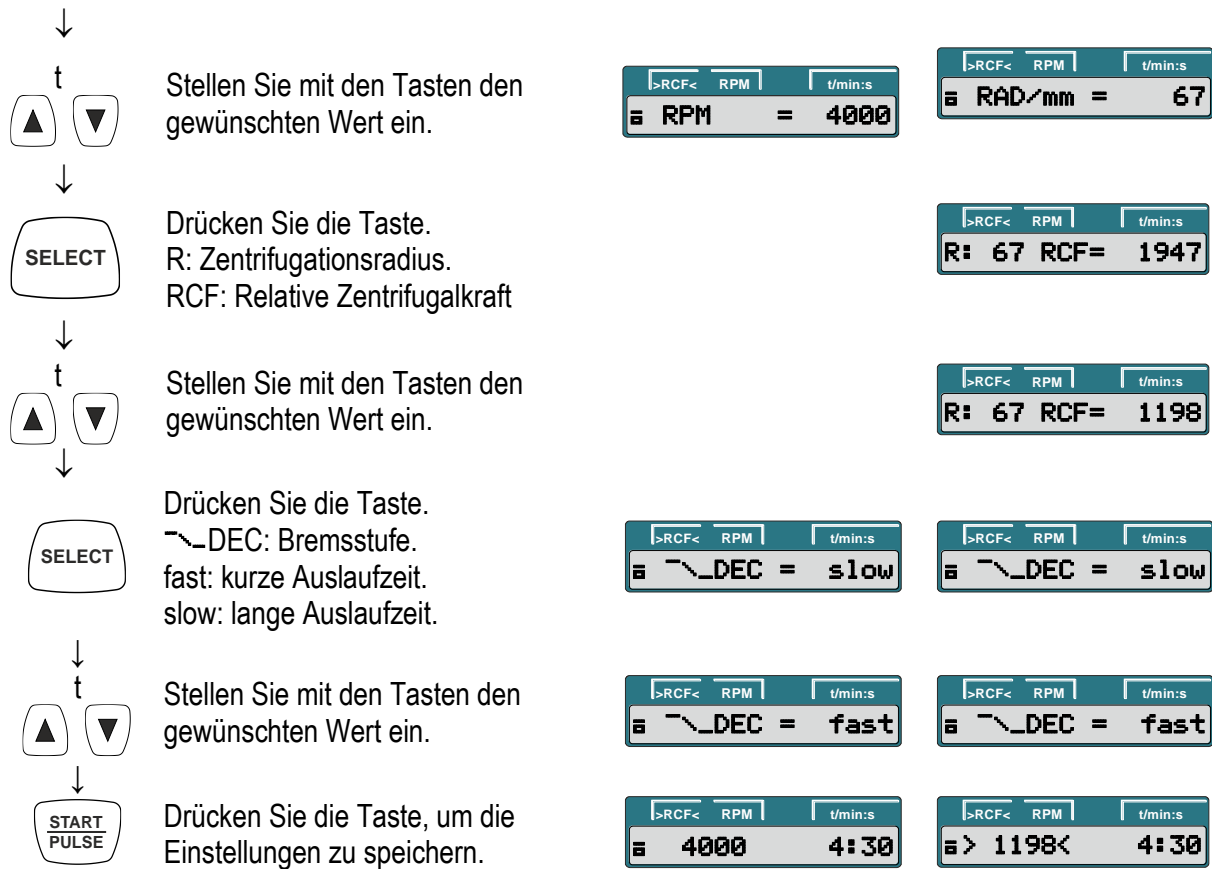 ↓
t
▲ ▼
Stellen Sie mit den Tasten den
gewünschten Wert ein.
>RCF< RPM t/min:s
RPM = 4000
>RCF< RPM t/min:s
RAD/mm = 67
↓
SELECT
Drücken Sie die Taste.
R: Zentrifugationsradius.
RCF: Relative Zentrifugalkraft
>RCF< RPM t/min:s
R: 67 RCF= 1947
↓
t
▲ ▼
Stellen Sie mit den Tasten den
gewünschten Wert ein.
>RCF< RPM t/min:s
R: 67 RCF= 1198
↓
SELECT
Drücken Sie die Taste.
DEC: Bremsstufe.
fast: kurze Auslaufzeit.
slow: lange Auslaufzeit.
>RCF< RPM t/min:s
DEC = slow
>RCF< RPM t/min:s
DEC = slow
↓
t
▲ ▼
Stellen Sie mit den Tasten den
gewünschten Wert ein.
>RCF< RPM t/min:s
DEC = fast
>RCF< RPM t/min:s
DEC = fast
↓
START
PULSE
Drücken Sie die Taste, um die
Einstellungen zu speichern.
>RCF< RPM t/min:s
4000 4:30
>RCF< RPM t/min:s
> 1198< 4:30